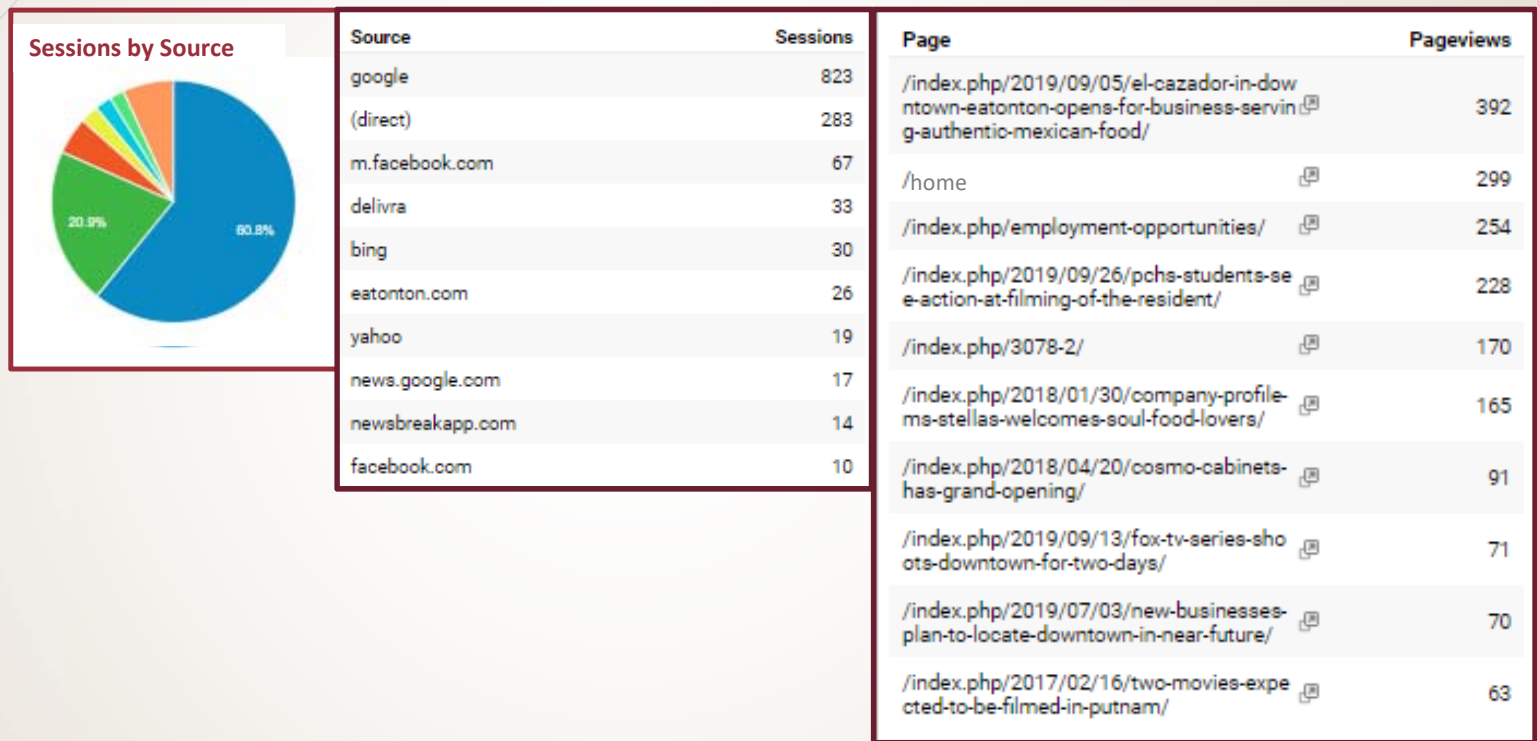 Sessions by Source
20.9%
60.8%
Source Sessions
google 823
(direct) 283
m.facebook.com 67
delivra 33
bing 30
eatonton.com 26
yahoo 19
news.google.com 17
newsbreakapp.com 14
facebook.com 10
Page Pageviews
/index.php/2019/09/05/el-cazador-in-dow
ntown-eatonton-opens-for-business-servin 392
g-authentic-mexican-food/
/home 299
/index.php/employment-opportunities/ 254
/index.php/2019/09/26/pchs-students-se
e-action-at-filming-of-the-resident/ 228
/index.php/3078-2/ 170
/index.php/2018/01/30/company-profile-
ms-stellas-welcomes-soul-food-lovers/ 165
/index.php/2018/04/20/cosmo-cabinets-
has-grand-opening/ 91
/index.php/2019/09/13/fox-tv-series-sho
ots-downtown-for-two-days/ 71
/index.php/2019/07/03/new-businesses-
plan-to-locate-downtown-in-near-future/ 70
/index.php/2017/02/16/two-movies-expe
cted-to-be-filmed-in-putnam/ 63